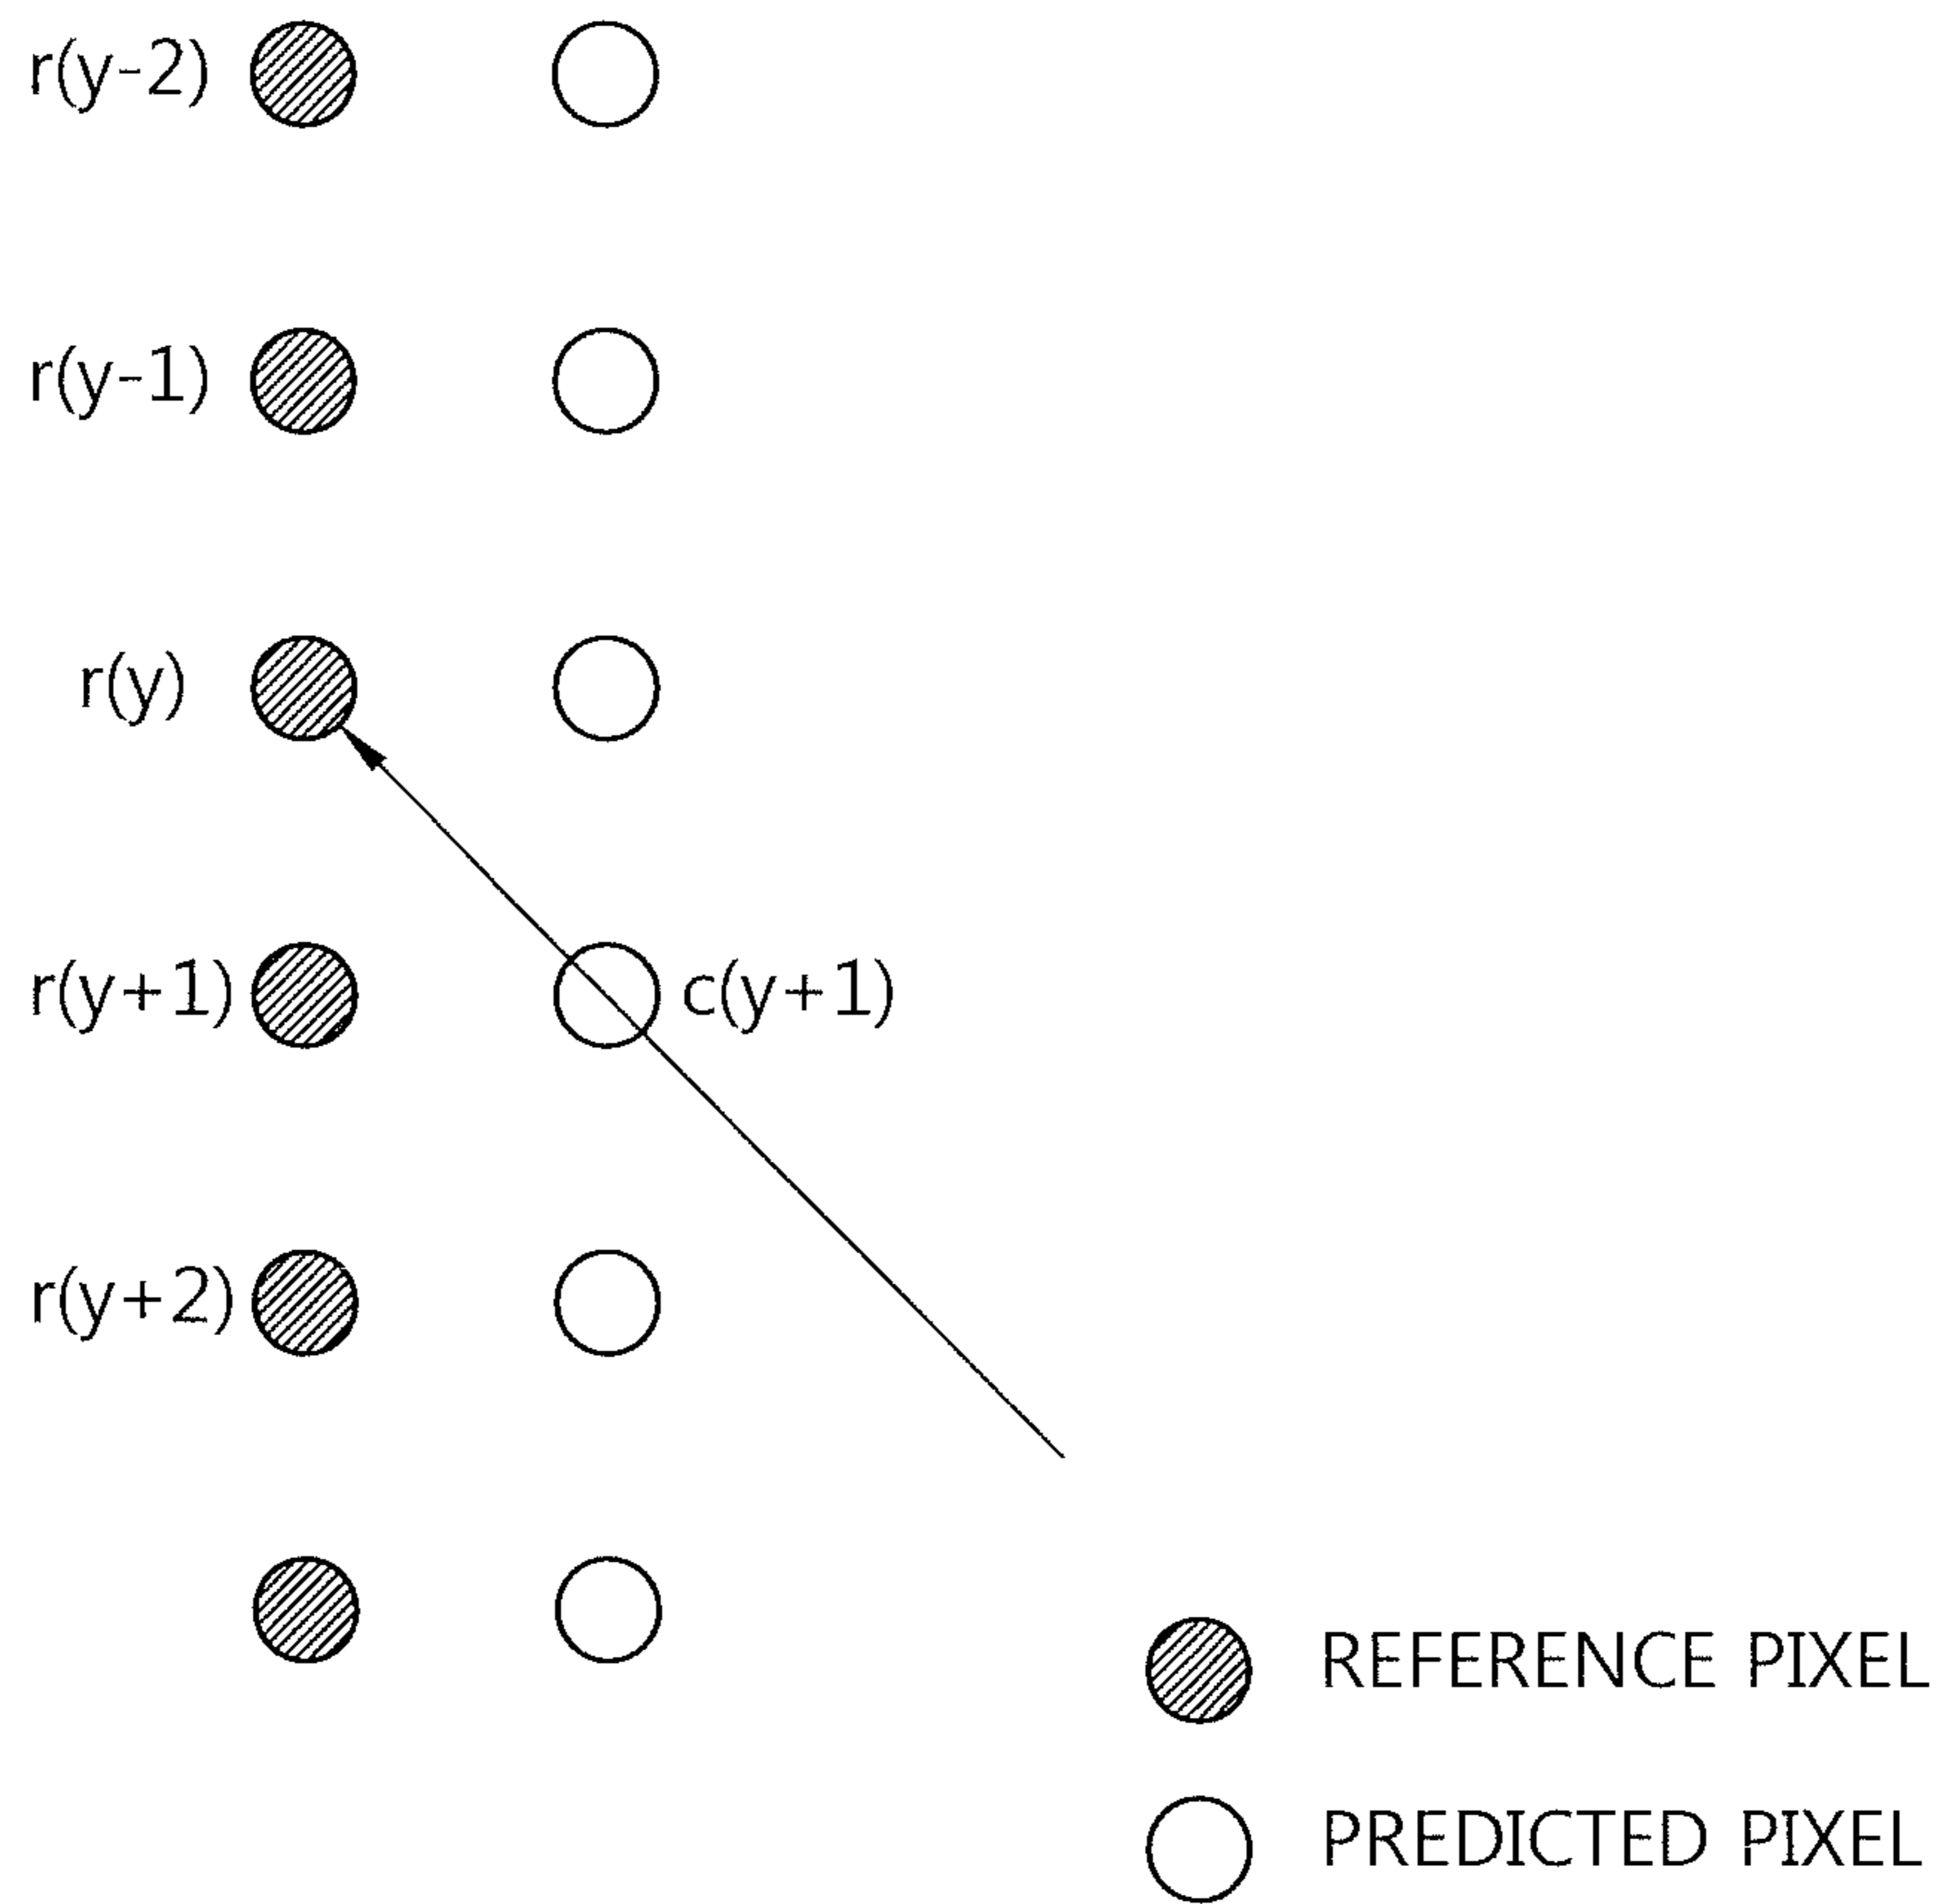 r(y-2)
r(y-1)
r(y)
r(y+1) c(y+1)
r(y+2)
REFERENCE PIXEL
PREDICTED PIXEL